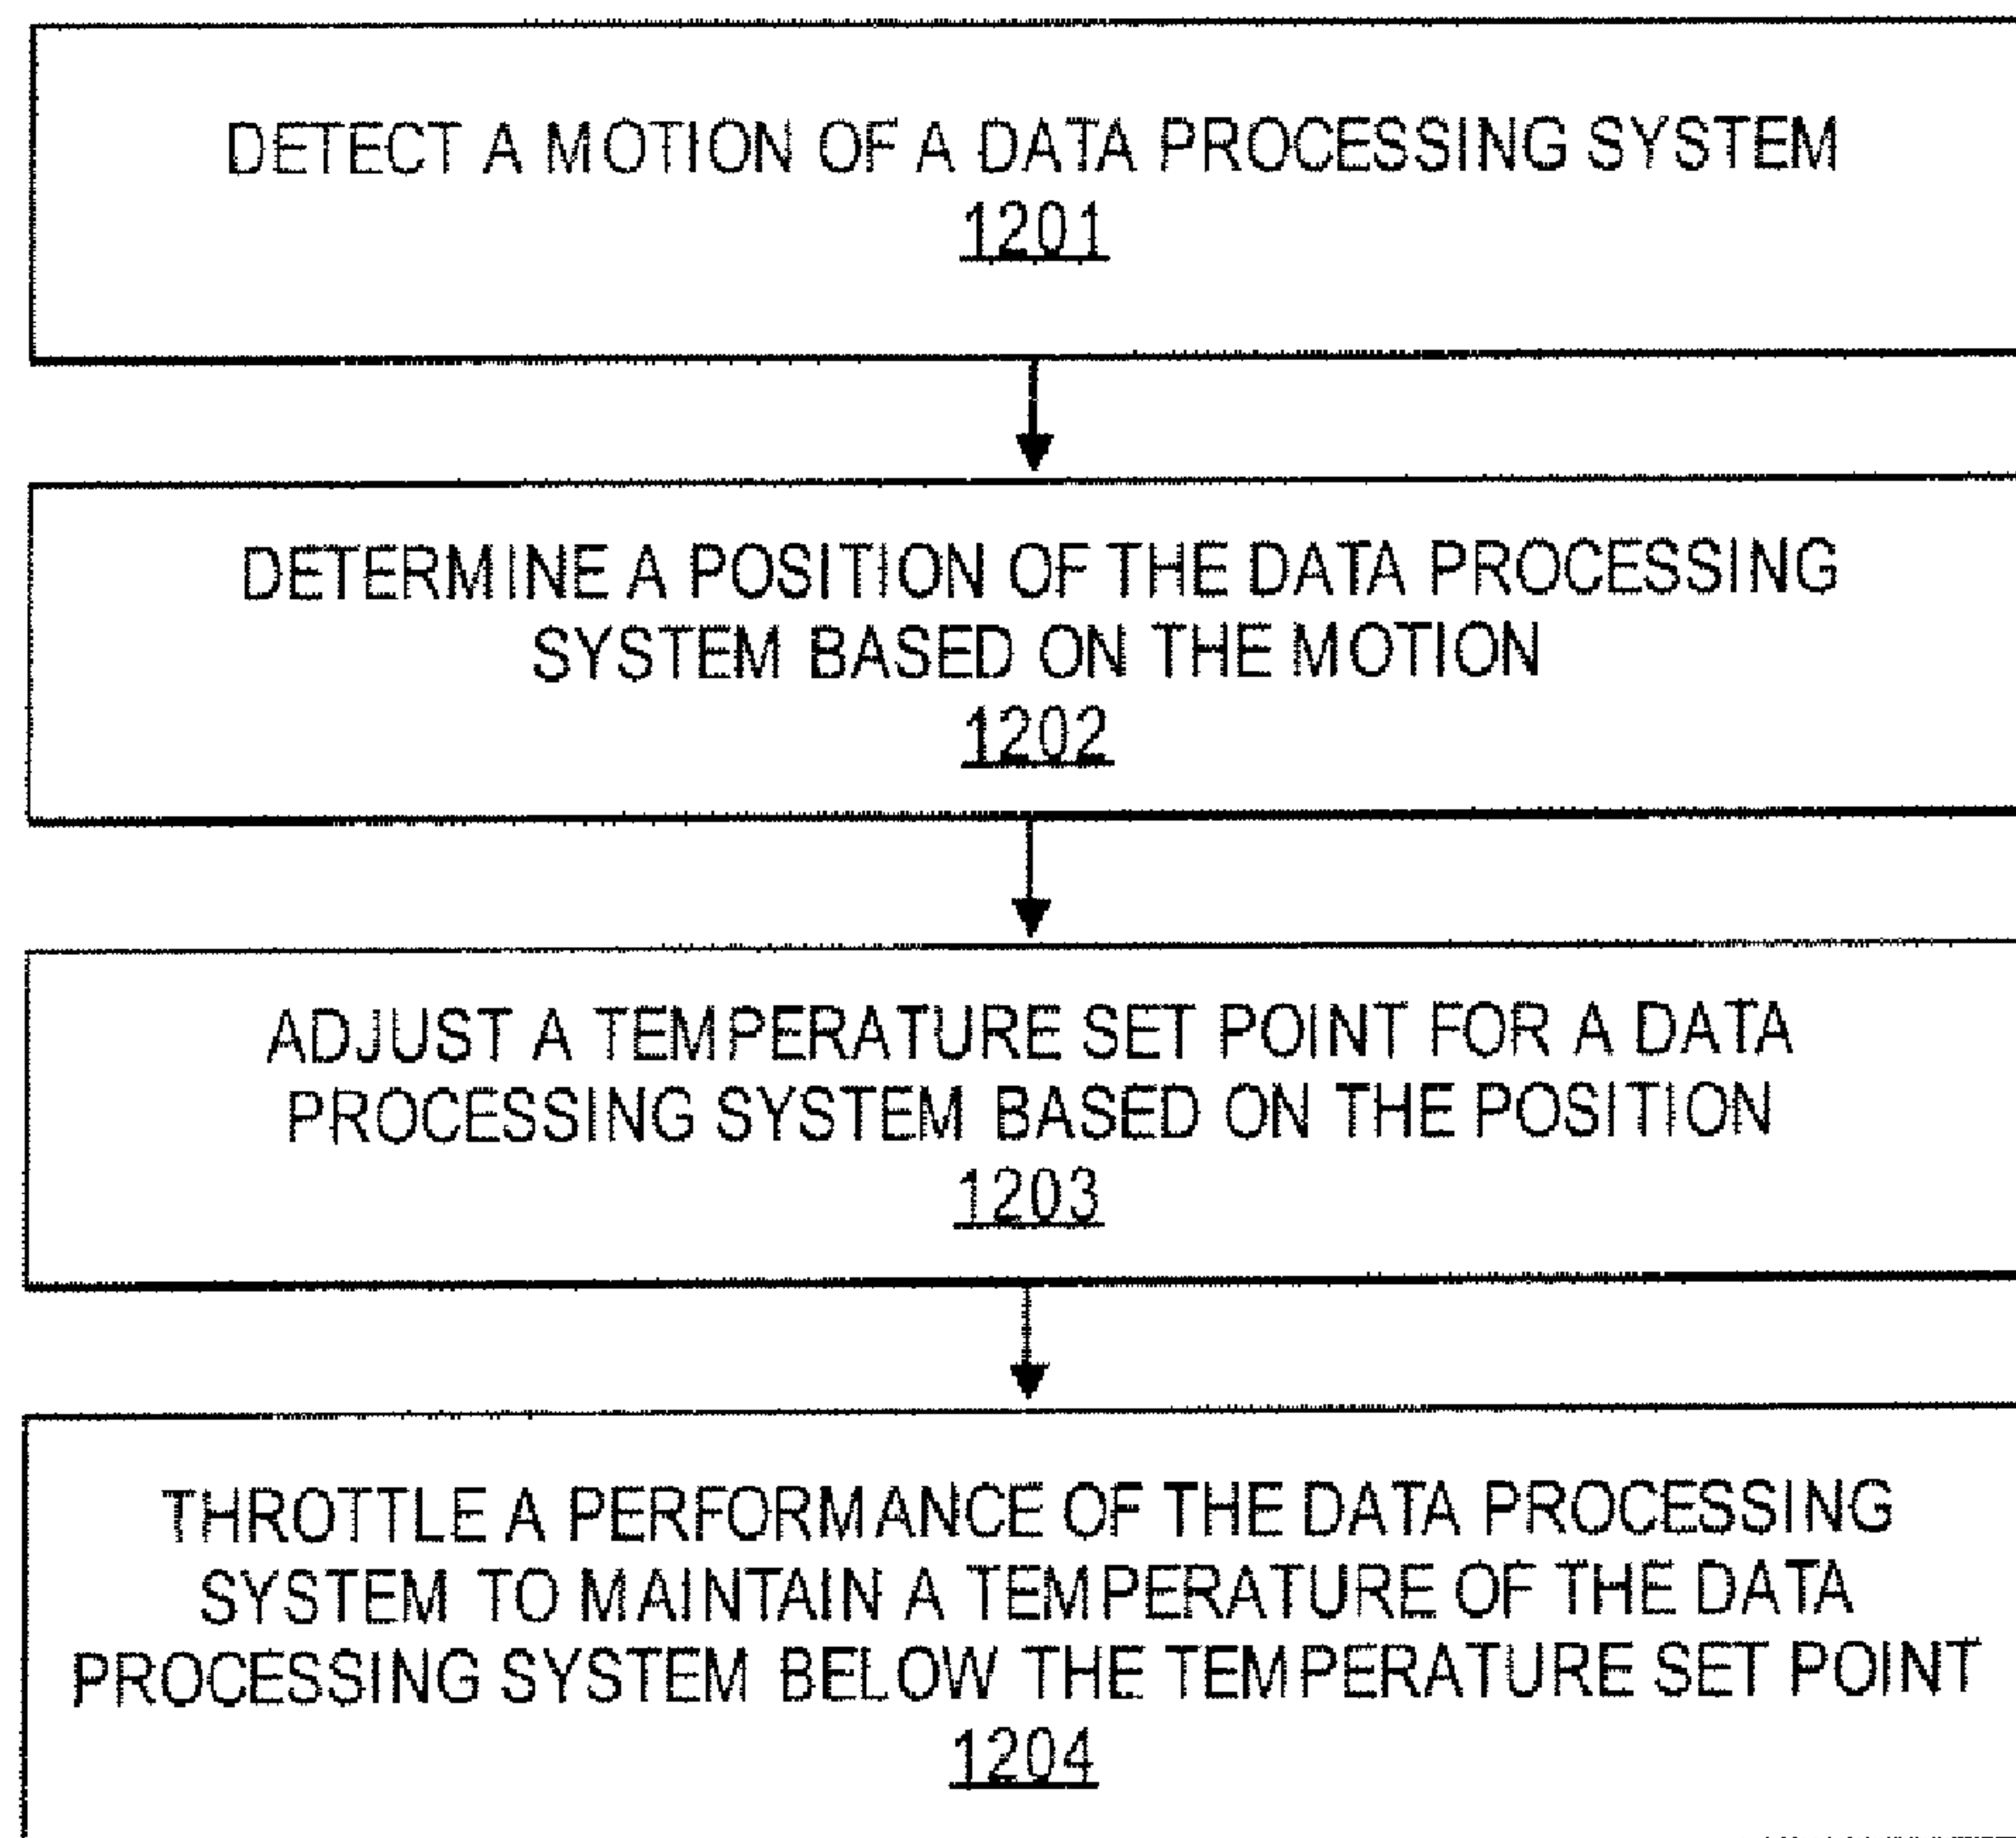 DETECT A MOTION OF A DATA PROCESSING SYSTEM
1201
DETERMINE A POSITION OF THE DATA PROCESSING
SYSTEM BASED ON THE MOTION
1202
ADJUST A TEMPERATURE SET POINT FOR A DATA
PROCESSING SYSTEM BASED ON THE POSITION
1203
THROTTLE A PERFORMANCE OF THE DATA PROCESSING
SYSTEM TO MAINTAIN A TEMPERATURE OF THE DATA
PROCESSING SYSTEM BELOW THE TEMPERATURE SET POINT
1204